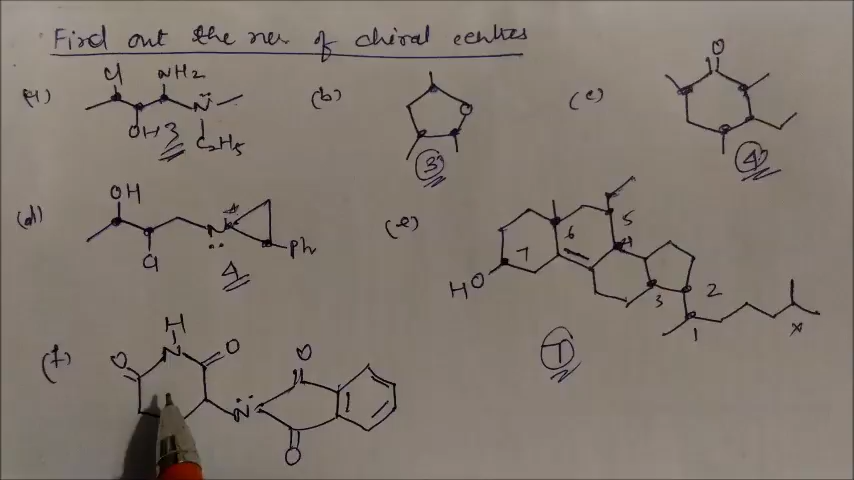 Find out the no of chiral centres
(a) Cl NH2 OH N C2H5 3
(b) O 3
(c) O 4
(d) OH Cl N * Ph 4
(e) HO 7 6 5 4 3 2 1 x 7
(f) H N O O N O O